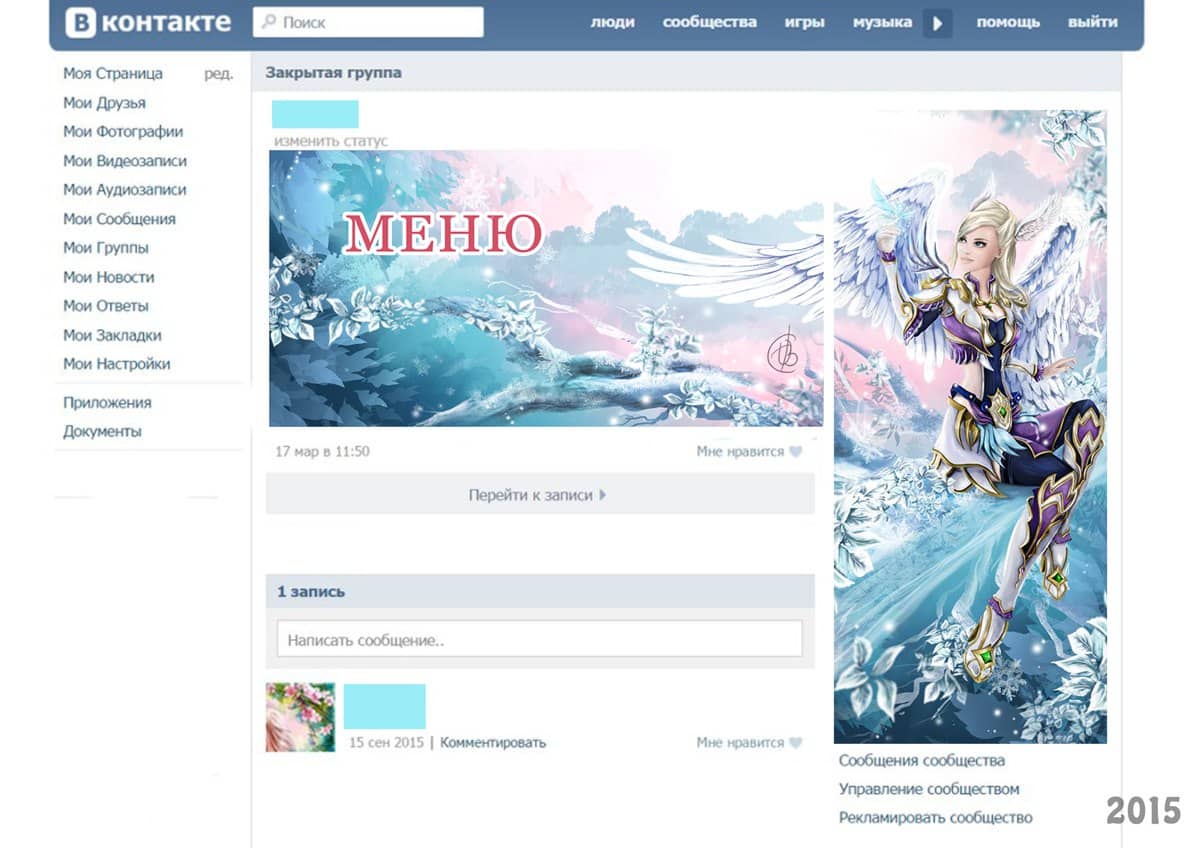 В контакте
Поиск
люди сообщества игры музыка помощь выйти
Моя Страница ред.
Мои Друзья
Мои Фотографии
Мои Видеозаписи
Мои Аудиозаписи
Мои Сообщения
Мои Группы
Мои Новости
Мои Ответы
Мои Закладки
Мои Настройки
Приложения
Документы
Закрытая группа
изменить статус
МЕНЮ
17 мар в 11:50 Мне нравится
Перейти к записи
1 запись
Написать сообщение..
15 сен 2015 | Комментировать Мне нравится
Сообщения сообщества
Управление сообществом
Рекламировать сообщество
2015